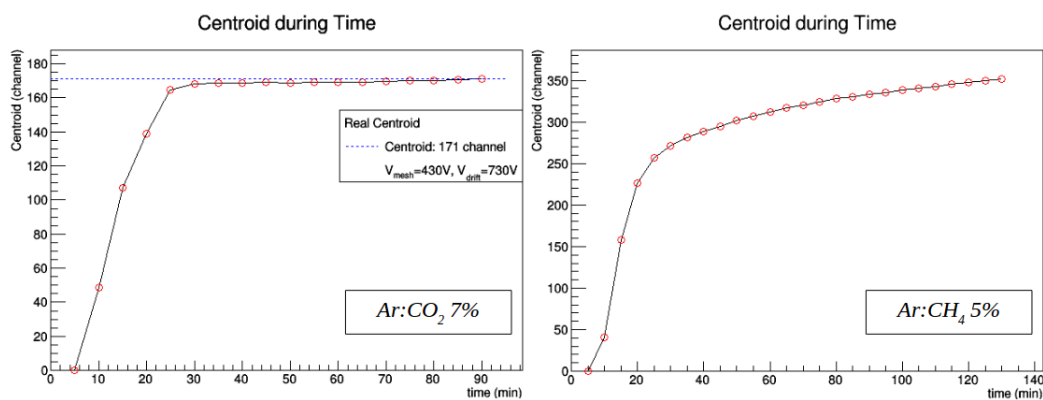 Centroid during Time
Centroid (channel)
180
160
140
120
100
80
60
40
20
0
0 10 20 30 40 50 60 70 80 90
time (min)
Real Centroid
Centroid: 171 channel
V_mesh=430V, V_drift=730V
Ar:CO₂ 7%
Centroid during Time
Centroid (channel)
350
300
250
200
150
100
50
0
0 20 40 60 80 100 120 140
time (min)
Ar:CH₄ 5%